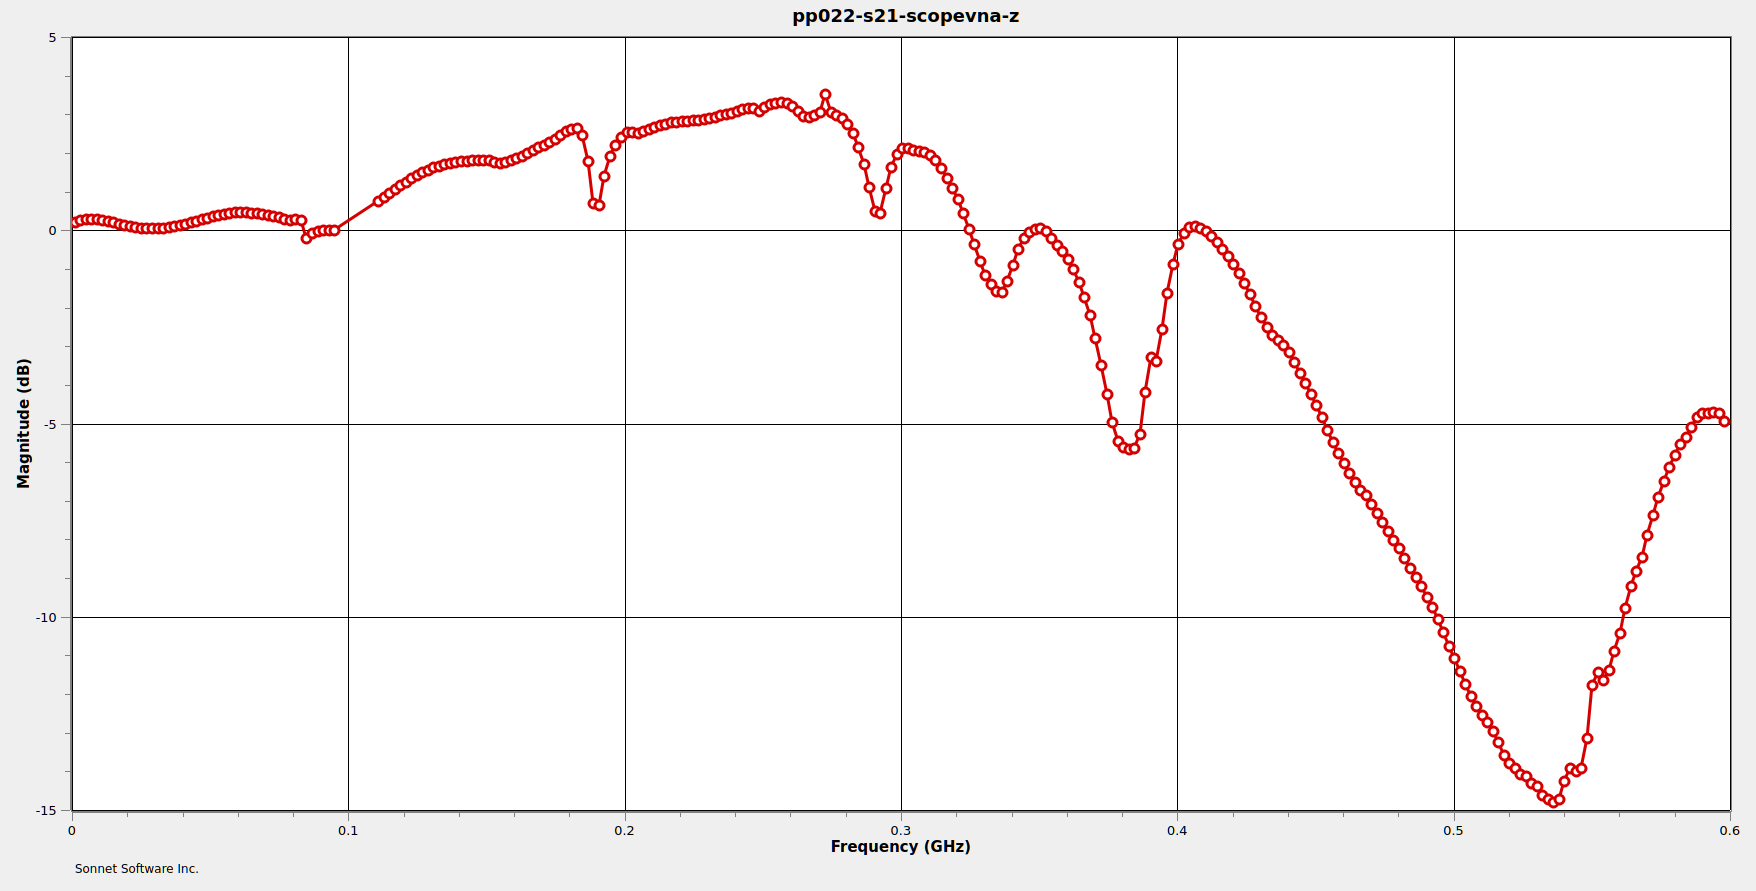 pp022-s21-scopevna-z
5
0
-5
-10
-15
Magnitude (dB)
0 0.1 0.2 0.3 0.4 0.5 0.6
Frequency (GHz)
Sonnet Software Inc.